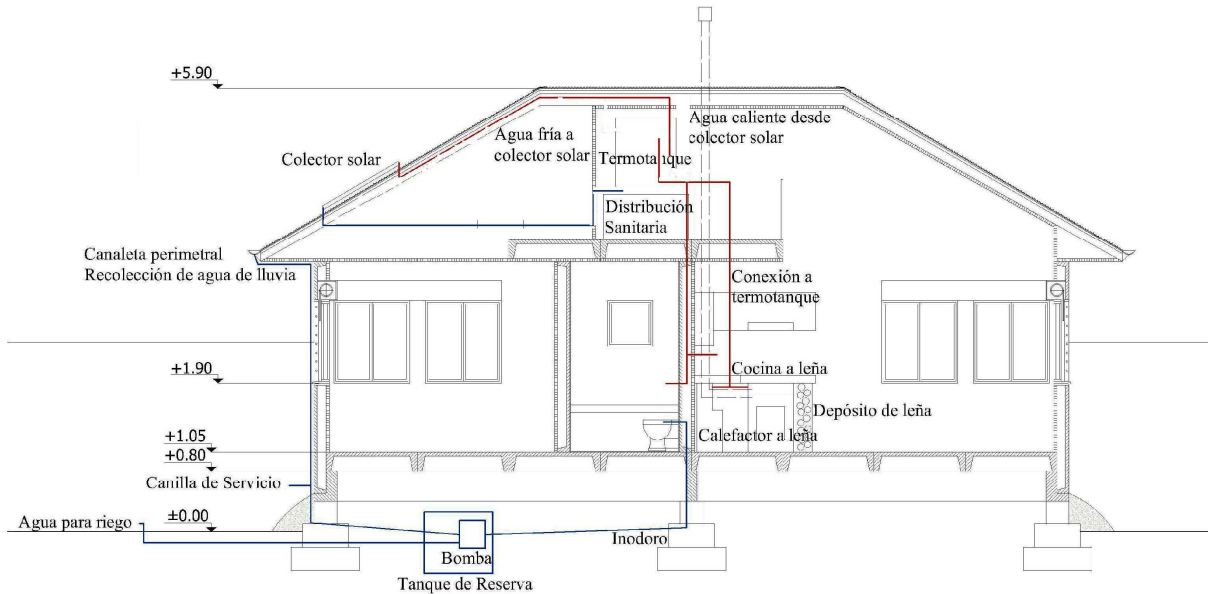 +5.90
Agua caliente desde
colector solar
Agua fría a
colector solar
Colector solar
Termotanque
Distribución
Sanitaria
Canaleta perimetral
Recolección de agua de lluvia
Conexión a
termotanque
+1.90
Cocina a leña
Depósito de leña
Calefactor a leña
+1.05
+0.80
Canilla de Servicio
Agua para riego
±0.00
Inodoro
Bomba
Tanque de Reserva